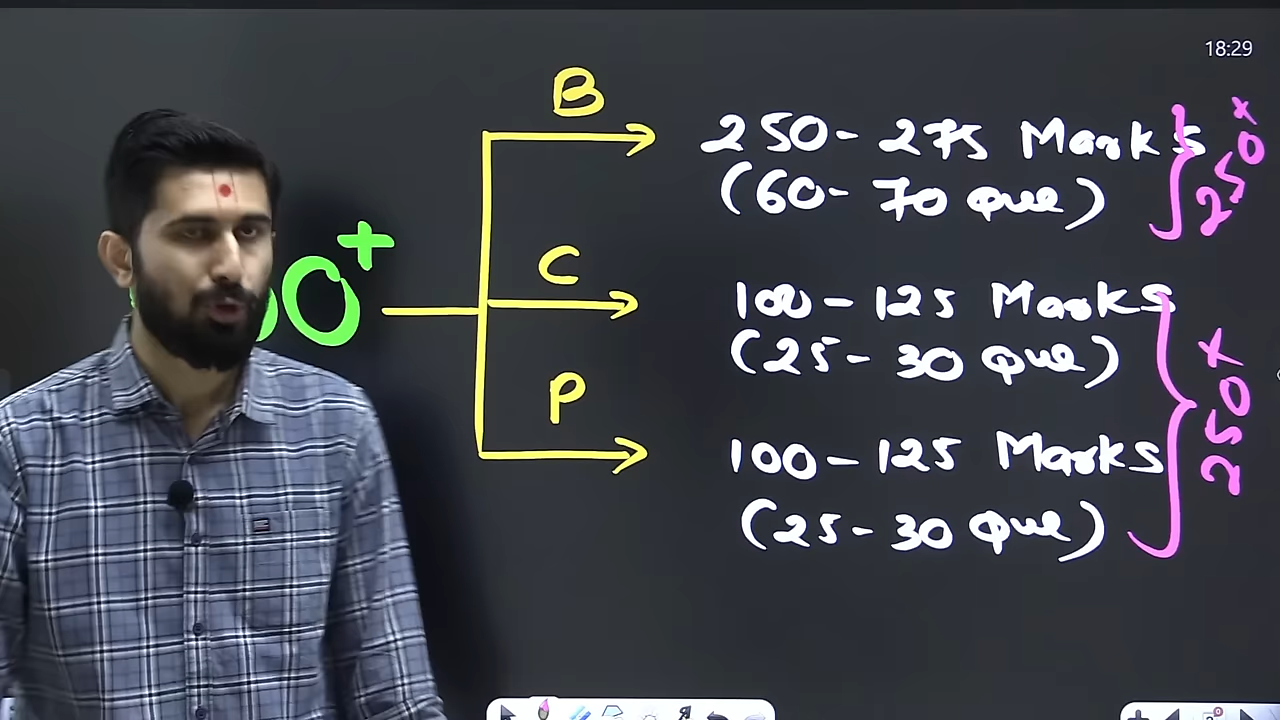 18:29
B
250 - 275 Marks
(60 - 70 Que)
250+
00+
C
100 - 125 Marks
(25 - 30 Que)
P
100 - 125 Marks
(25 - 30 Que)
250+